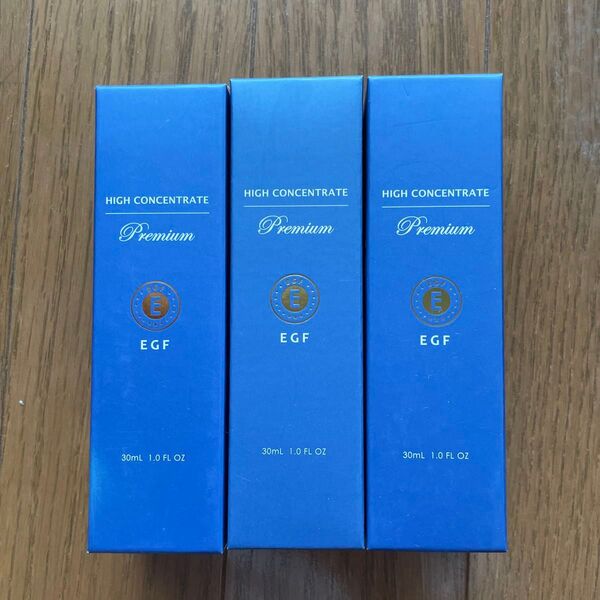 HIGH CONCENTRATE
Premium
E
EGF
30mL 1.0 FL OZ
HIGH CONCENTRATE
Premium
E
EGF
30mL 1.0 FL OZ
HIGH CONCENTRATE
Premium
E
EGF
30mL 1.0 FL OZ